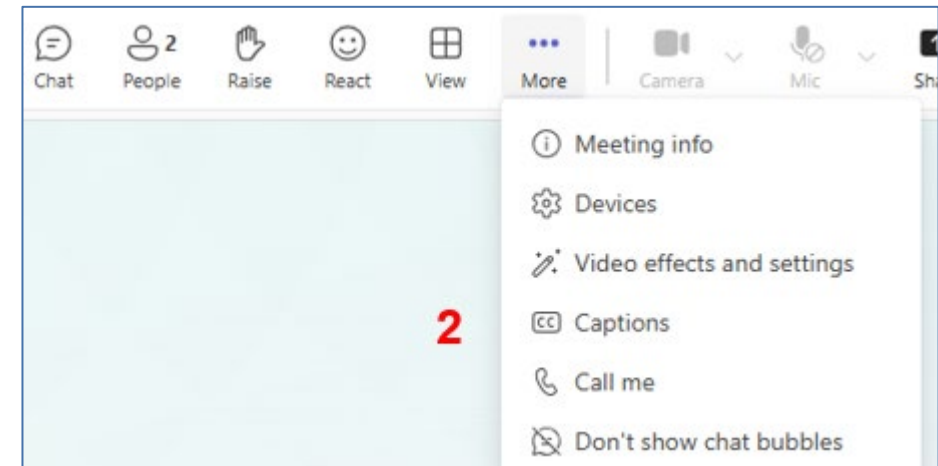 2
Chat People Raise React View More Camera Mic
Meeting info
Devices
Video effects and settings
CC Captions
2
Call me
Don't show chat bubbles